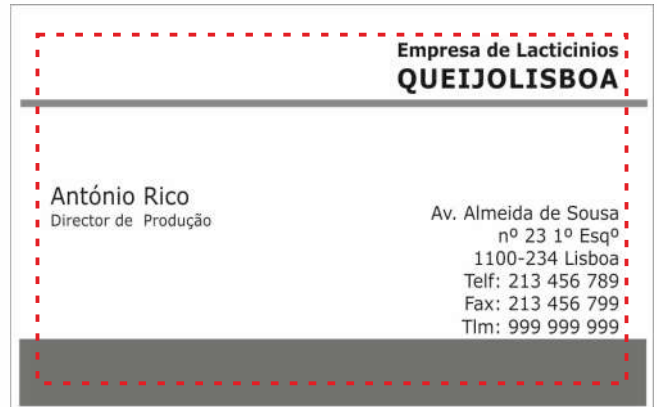 Empresa de Lacticinios
QUEIJOLISBOA
António Rico
Director de Produção
Av. Almeida de Sousa
nº 23 1º Esqº
1100-234 Lisboa
Telf: 213 456 789
Fax: 213 456 799
Tlm: 999 999 999